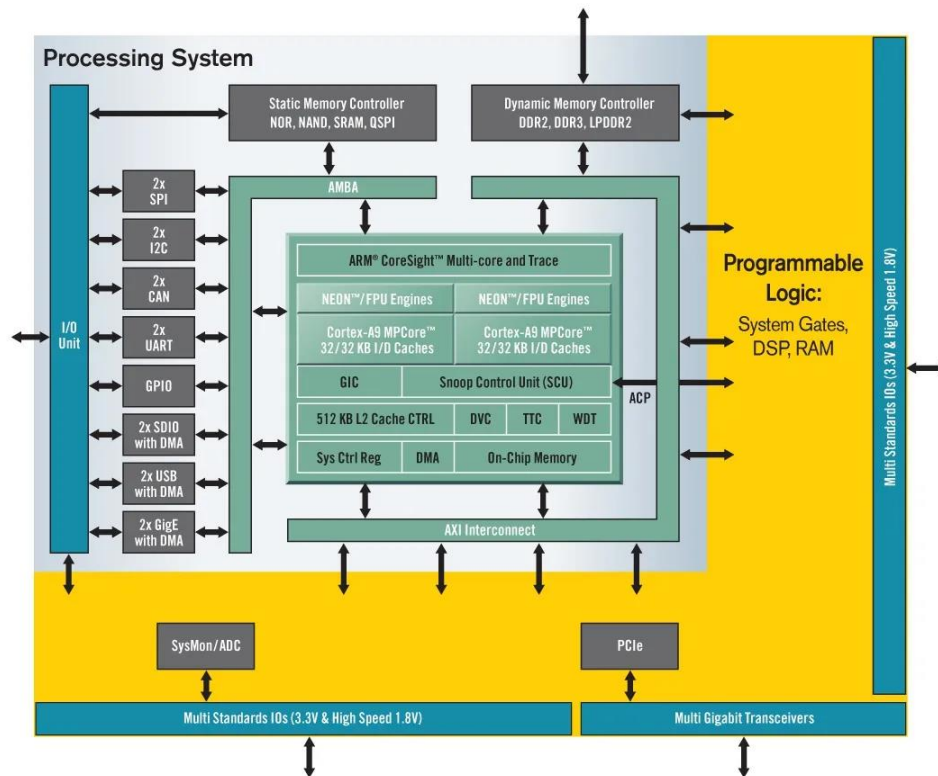 Processing System
Static Memory Controller
NOR, NAND, SRAM, QSPI
Dynamic Memory Controller
DDR2, DDR3, LPDDR2
AMBA
2x
SPI
2x
I2C
2x
CAN
2x
UART
GPIO
2x SDIO
with DMA
2x USB
with DMA
2x GigE
with DMA
I/O
Unit
ARM® CoreSight™ Multi-core and Trace
NEON™/FPU Engines
NEON™/FPU Engines
Cortex-A9 MPCore™
32/32 KB I/D Caches
Cortex-A9 MPCore™
32/32 KB I/D Caches
GIC
Snoop Control Unit (SCU)
512 KB L2 Cache CTRL
DVC
TTC
WDT
Sys Ctrl Reg
DMA
On-Chip Memory
ACP
AXI Interconnect
Programmable
Logic:
System Gates,
DSP, RAM
Multi Standards IOs (3.3V & High Speed 1.8V)
SysMon/ADC
PCIe
Multi Standards IOs (3.3V & High Speed 1.8V)
Multi Gigabit Transceivers